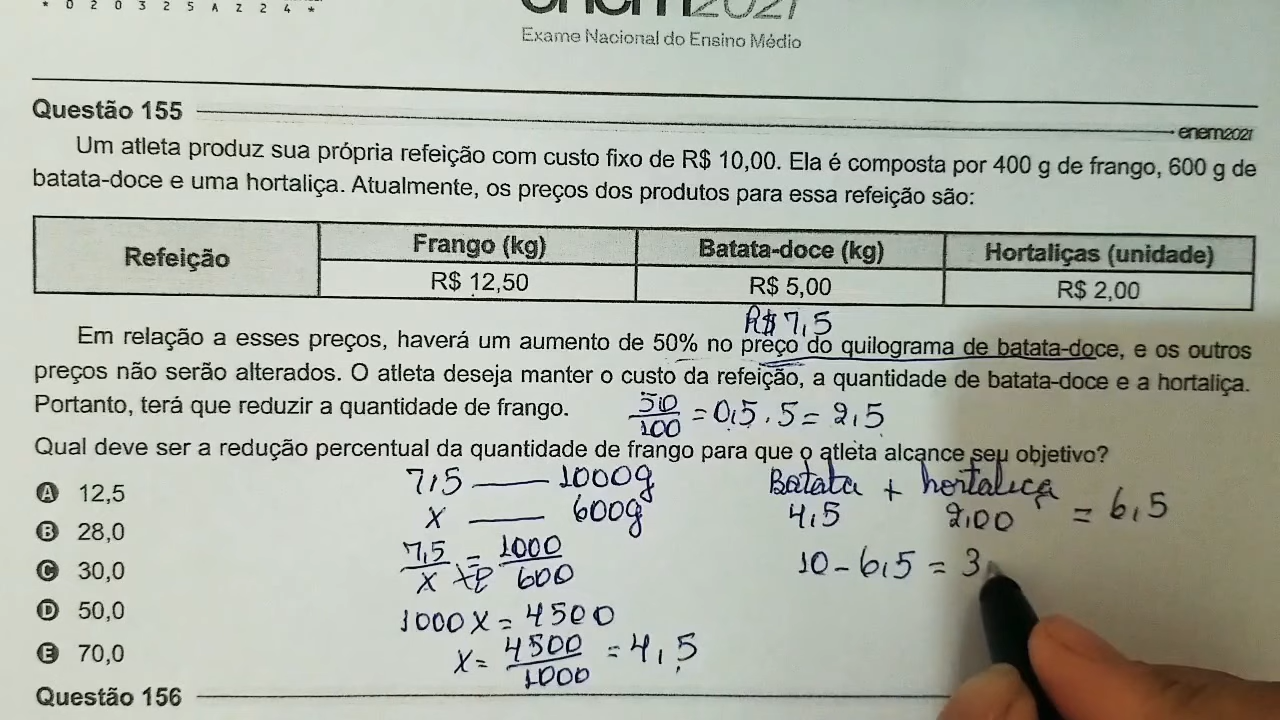 * 0 2 0 3 2 5 A 2 2 4 *
enem2021
Exame Nacional do Ensino Médio
Questão 155
enem2021
Um atleta produz sua própria refeição com custo fixo de R$ 10,00. Ela é composta por 400 g de frango, 600 g de
batata-doce e uma hortaliça. Atualmente, os preços dos produtos para essa refeição são:
Refeição
Frango (kg) Batata-doce (kg) Hortaliças (unidade)
R$ 12,50 R$ 5,00 R$ 2,00
R$ 7,5
Em relação a esses preços, haverá um aumento de 50% no preço do quilograma de batata-doce, e os outros
preços não serão alterados. O atleta deseja manter o custo da refeição, a quantidade de batata-doce e a hortaliça.
Portanto, terá que reduzir a quantidade de frango.
50/100 = 0,5 . 5 = 2,5
Qual deve ser a redução percentual da quantidade de frango para que o atleta alcance seu objetivo?
A 12,5
B 28,0
C 30,0
D 50,0
E 70,0
7,5 — 1000g
x — 600g
7,5/x = 1000/600
1000x = 4500
x = 4500/1000 = 4,5
Batata + hortaliça
4,5 2,00 = 6,5
10 - 6,5 = 3
Questão 156